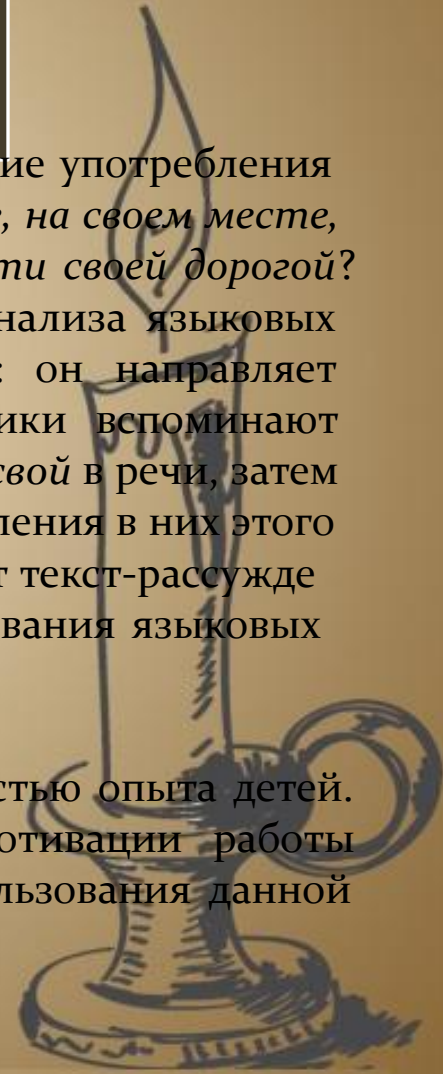 ие употребления
, на своем месте,
ти своей дорогой?
нализа языковых
: он направляет
ики вспоминают
свой в речи, затем
ления в них этого
т текст-рассужде
вания языковых
стью опыта детей.
отивации работы
льзования данной